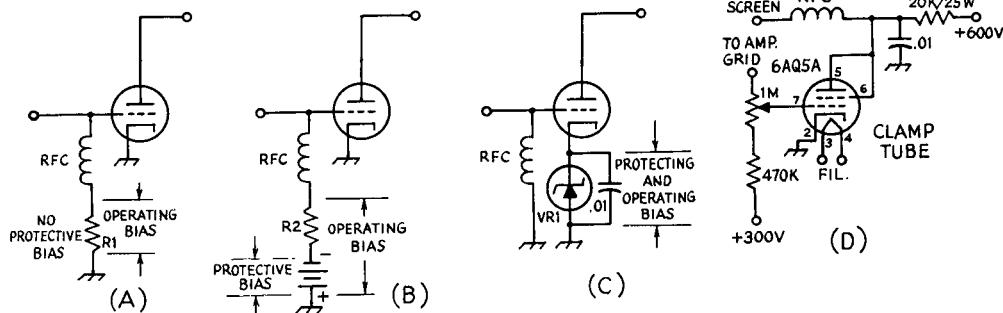 RFC
NO
PROTECTIVE
BIAS
R1
OPERATING
BIAS
(A)
RFC
R2
PROTECTIVE
BIAS
-
+
OPERATING
BIAS
(B)
RFC
VR1
.01
PROTECTING
AND
OPERATING
BIAS
(C)
SCREEN
20K/25W
+600V
.01
TO AMP.
GRID
6AQ5A
1M
5
6
7
2
3
4
FIL.
CLAMP
TUBE
470K
+300V
(D)